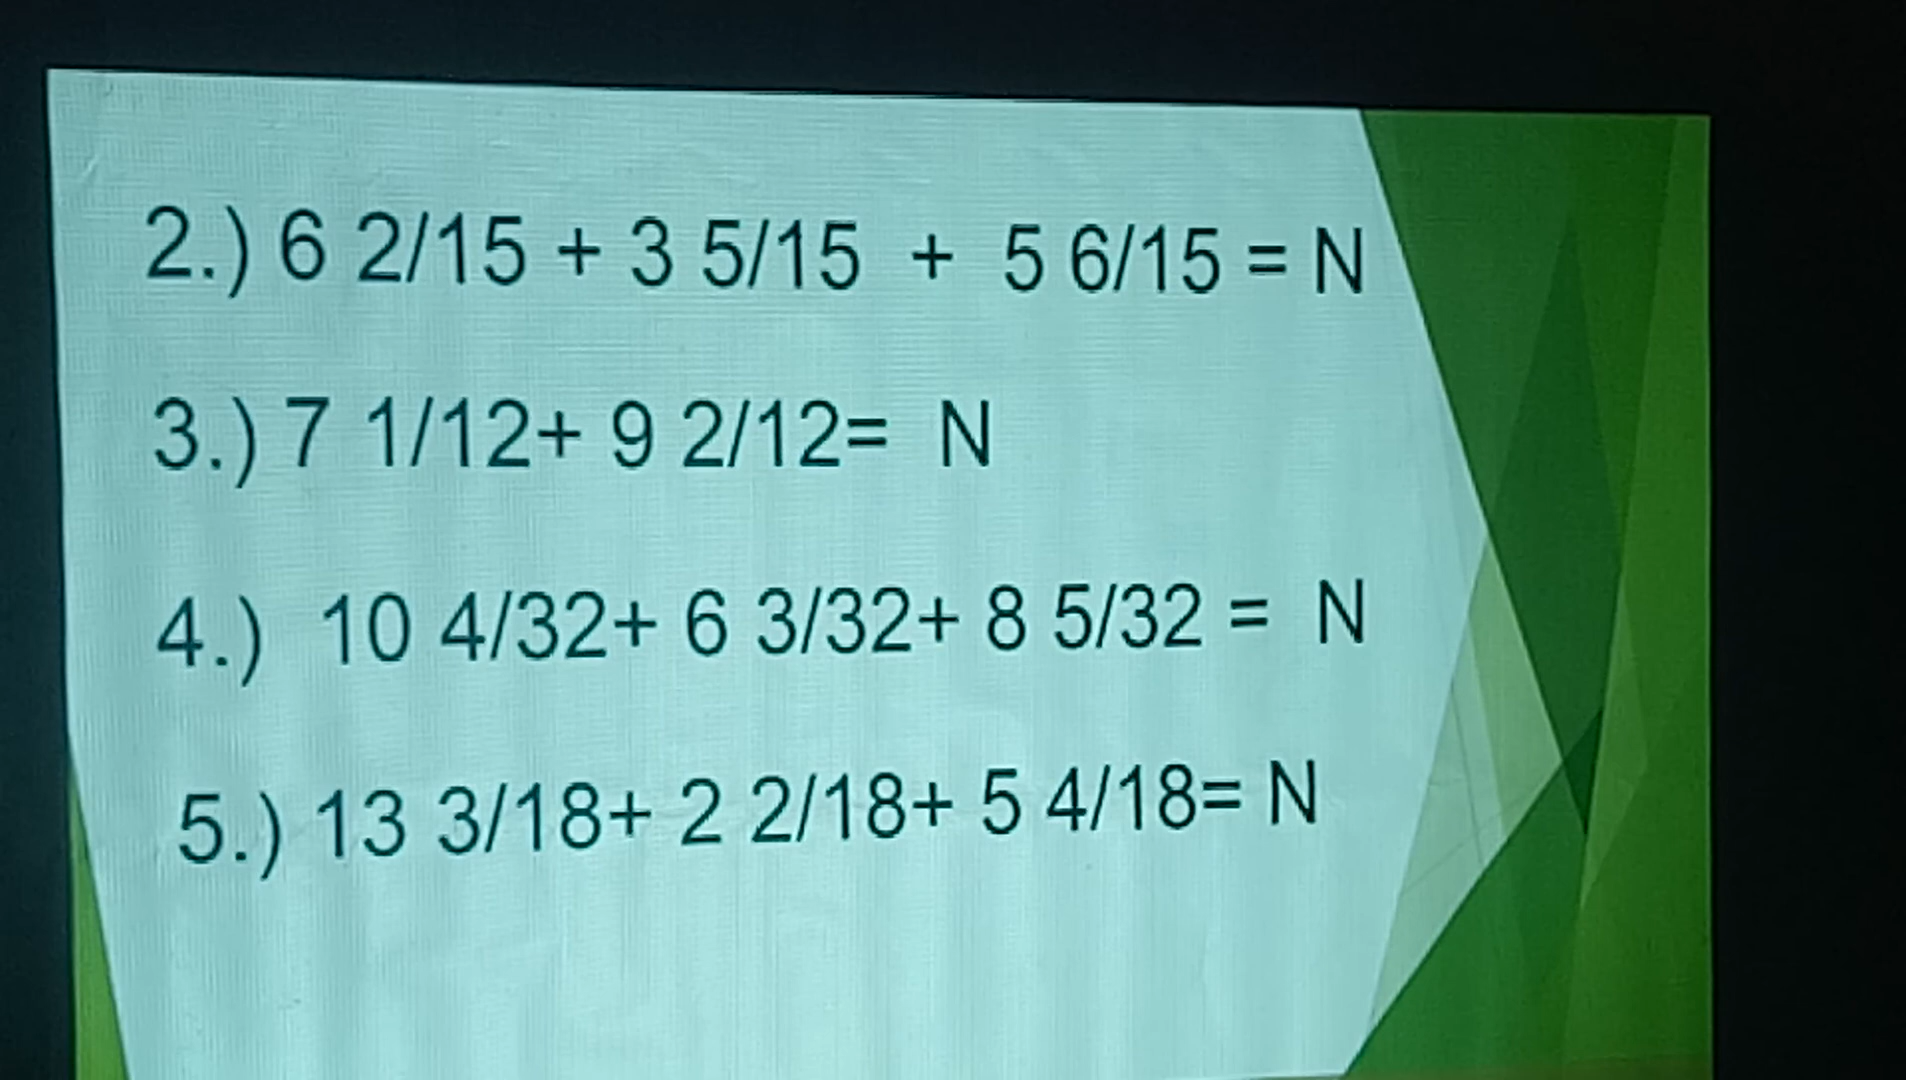 2.) 6 2/15 + 3 5/15 + 5 6/15 = N
3.) 7 1/12+ 9 2/12= N
4.) 10 4/32+ 6 3/32+ 8 5/32 = N
5.) 13 3/18+ 2 2/18+ 5 4/18= N